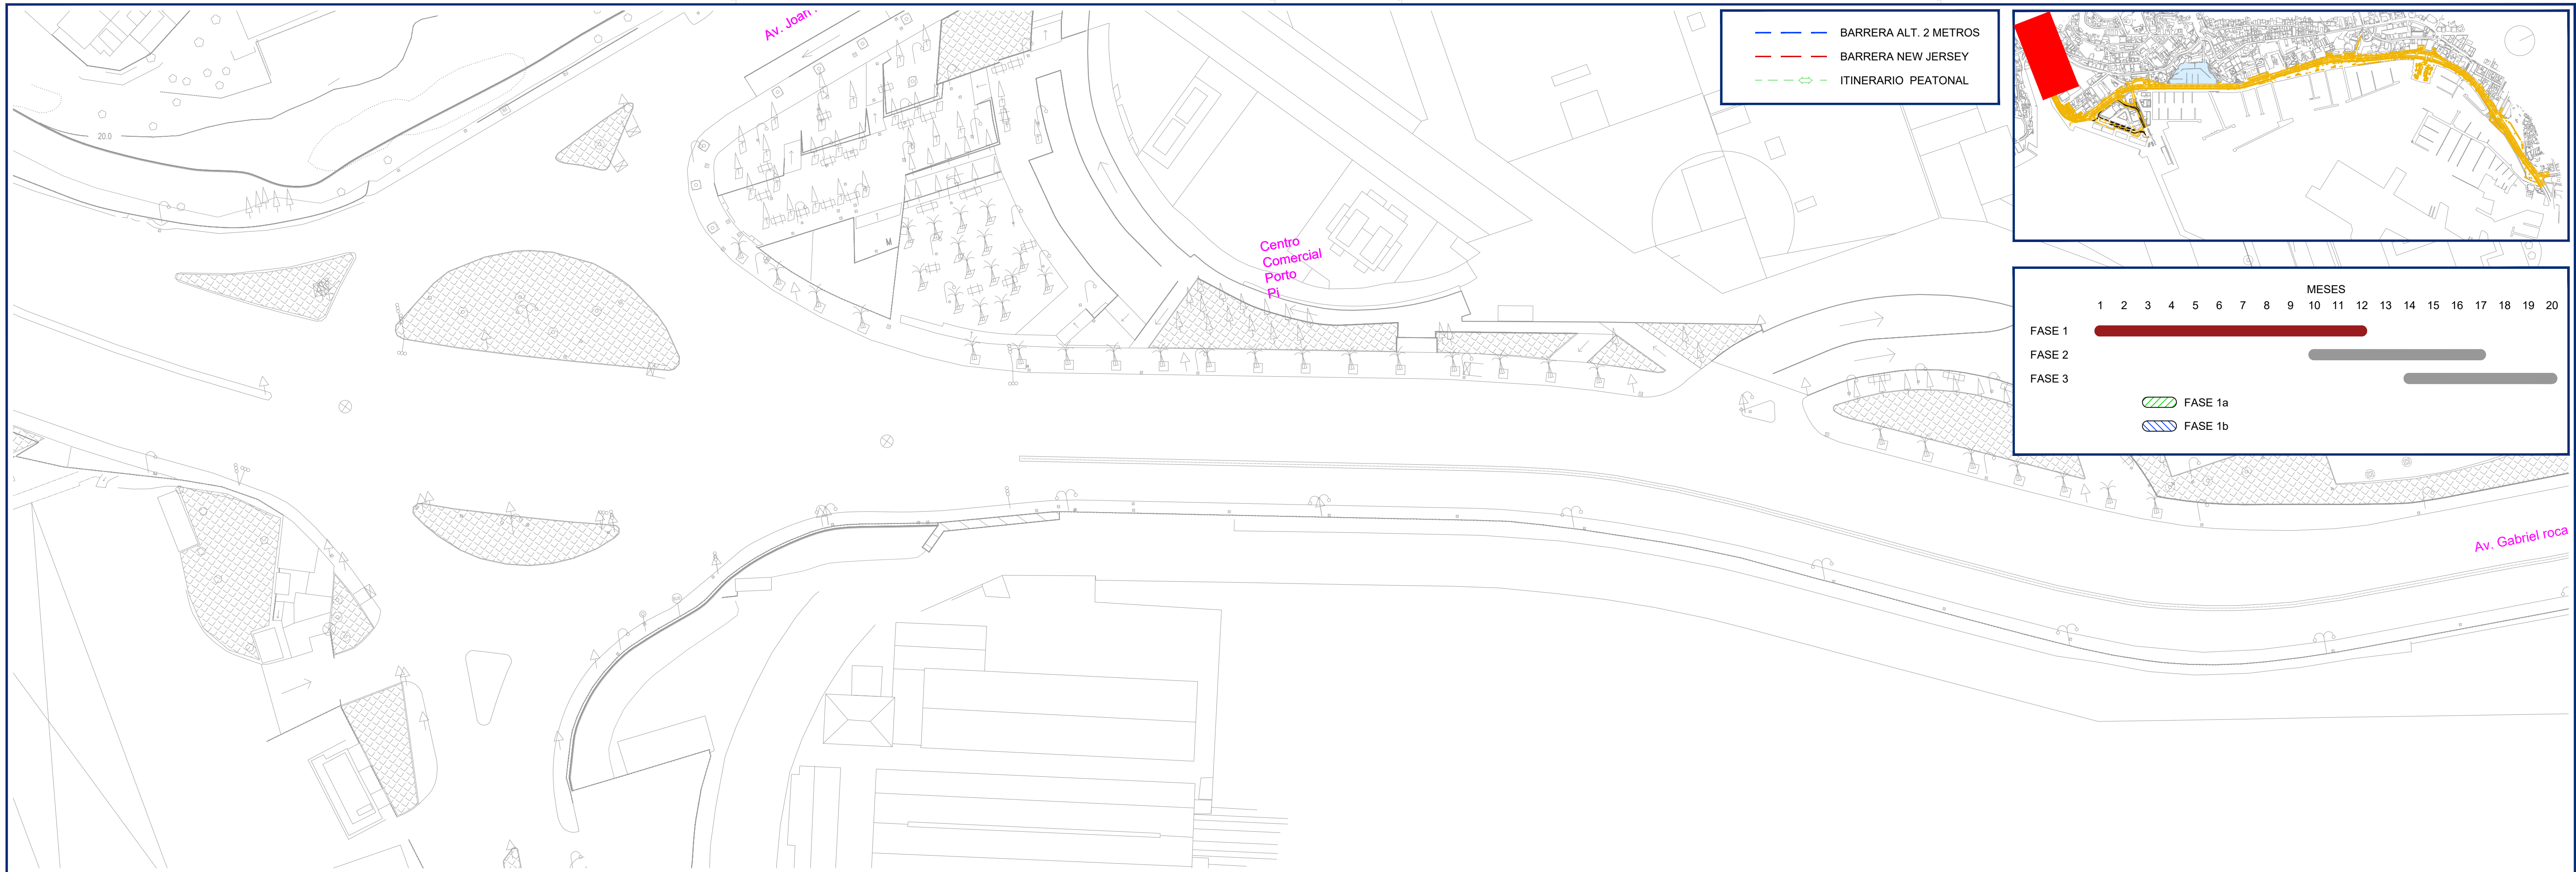 Av. Joan
BARRERA ALT. 2 METROS
BARRERA NEW JERSEY
ITINERARIO PEATONAL
20.0
M
Centro
Comercial
Porto
Pi
MESES
1 2 3 4 5 6 7 8 9 10 11 12 13 14 15 16 17 18 19 20
FASE 1
FASE 2
FASE 3
FASE 1a
FASE 1b
Av. Gabriel roca